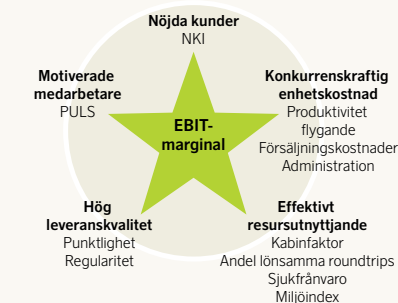 Nöjda kunder
NKI
Motiverade
medarbetare
PULS
Konkurrenskraftig
enhetskostnad
Produktivitet
flygande
Försäljningskostnader
Administration
EBIT-
marginal
Hög
leveranskvalitet
Punktlighet
Regularitet
Effektivt
resursutnyttjande
Kabinfaktor
Andel lönsamma roundtrips
Sjukfrånvaro
Miljöindex